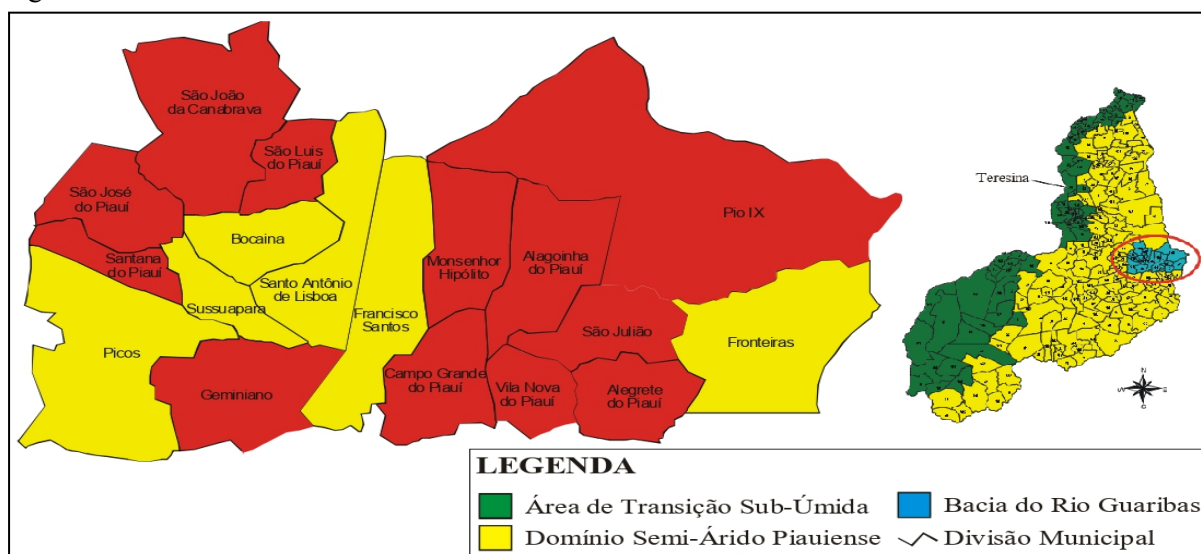 São João
da Canabrava
São Luis
do Piauí
São José
do Piauí
Santana
do Piauí
Bocaina
Santo Antônio
de Lisboa
Sussuapara
Picos
Geminiano
Francisco
Santos
Monsenhor
Hipólito
Alagoinha
do Piauí
Pio IX
Campo Grande
do Piauí
São Julião
Vila Nova
do Piauí
Alegrete
do Piauí
Fronteiras
Teresina
N
LEGENDA
Área de Transição Sub-Úmida
Domínio Semi-Árido Piauiense
Bacia do Rio Guaribas
Divisão Municipal